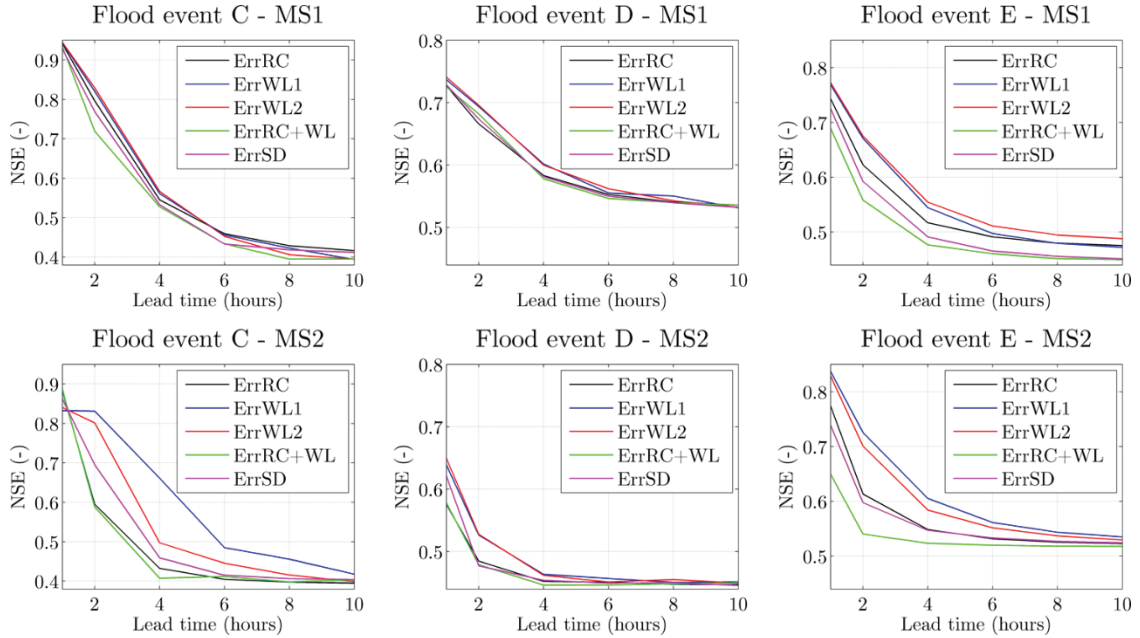 Flood event C - MS1
NSE (-)
0.9
0.8
0.7
0.6
0.5
0.4
ErrRC
ErrWL1
ErrWL2
ErrRC+WL
ErrSD
2 4 6 8 10
Lead time (hours)
Flood event D - MS1
NSE (-)
0.8
0.7
0.6
0.5
ErrRC
ErrWL1
ErrWL2
ErrRC+WL
ErrSD
2 4 6 8 10
Lead time (hours)
Flood event E - MS1
NSE (-)
0.8
0.7
0.6
0.5
ErrRC
ErrWL1
ErrWL2
ErrRC+WL
ErrSD
2 4 6 8 10
Lead time (hours)
Flood event C - MS2
NSE (-)
0.9
0.8
0.7
0.6
0.5
0.4
ErrRC
ErrWL1
ErrWL2
ErrRC+WL
ErrSD
2 4 6 8 10
Lead time (hours)
Flood event D - MS2
NSE (-)
0.8
0.7
0.6
0.5
ErrRC
ErrWL1
ErrWL2
ErrRC+WL
ErrSD
2 4 6 8 10
Lead time (hours)
Flood event E - MS2
NSE (-)
0.8
0.7
0.6
0.5
ErrRC
ErrWL1
ErrWL2
ErrRC+WL
ErrSD
2 4 6 8 10
Lead time (hours)